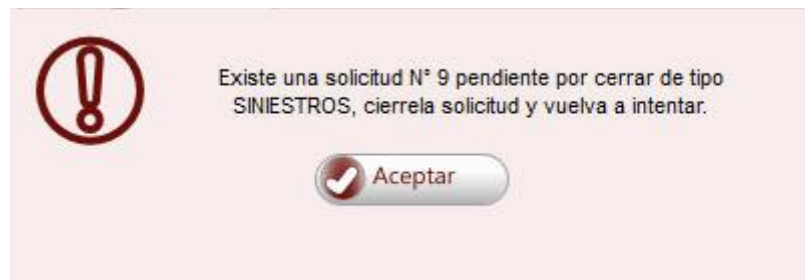 Existe una solicitud N° 9 pendiente por cerrar de tipo
SINIESTROS, cierrela solicitud y vuelva a intentar.
Aceptar